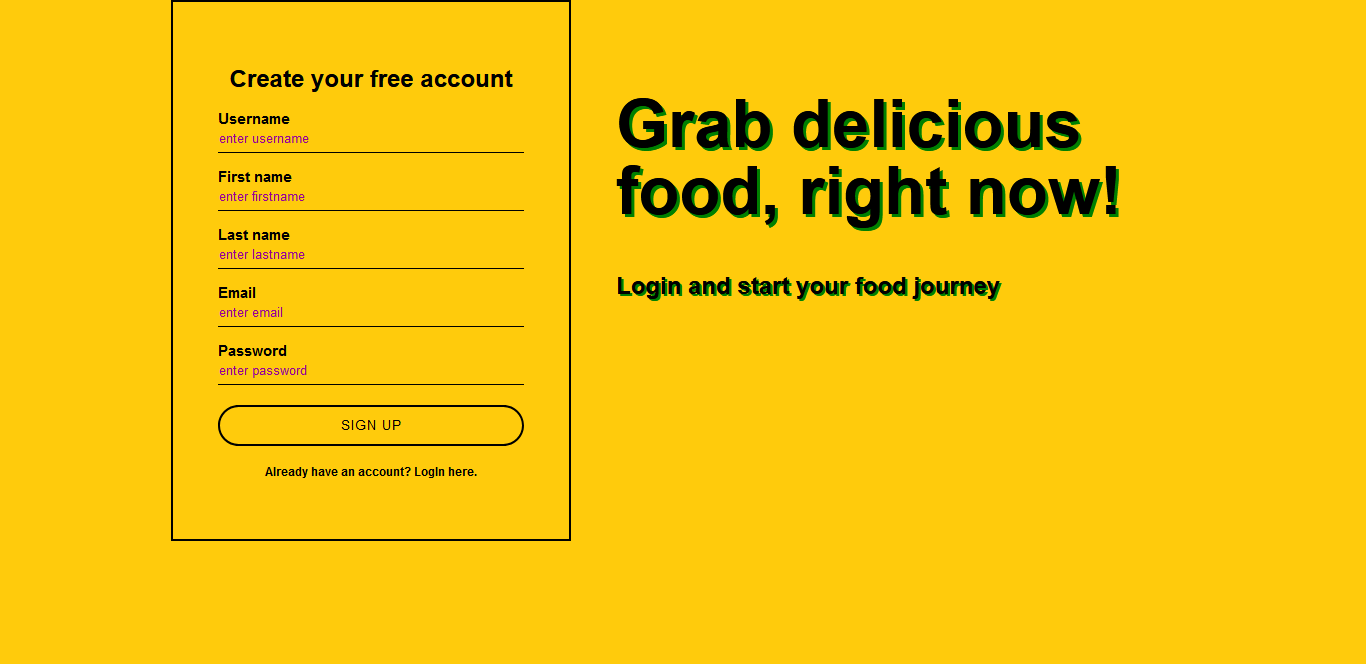 Create your free account
Username
enter username
First name
enter firstname
Last name
enter lastname
Email
enter email
Password
enter password
SIGN UP
Already have an account? LogIn here.
Grab delicious
food, right now!
Login and start your food journey